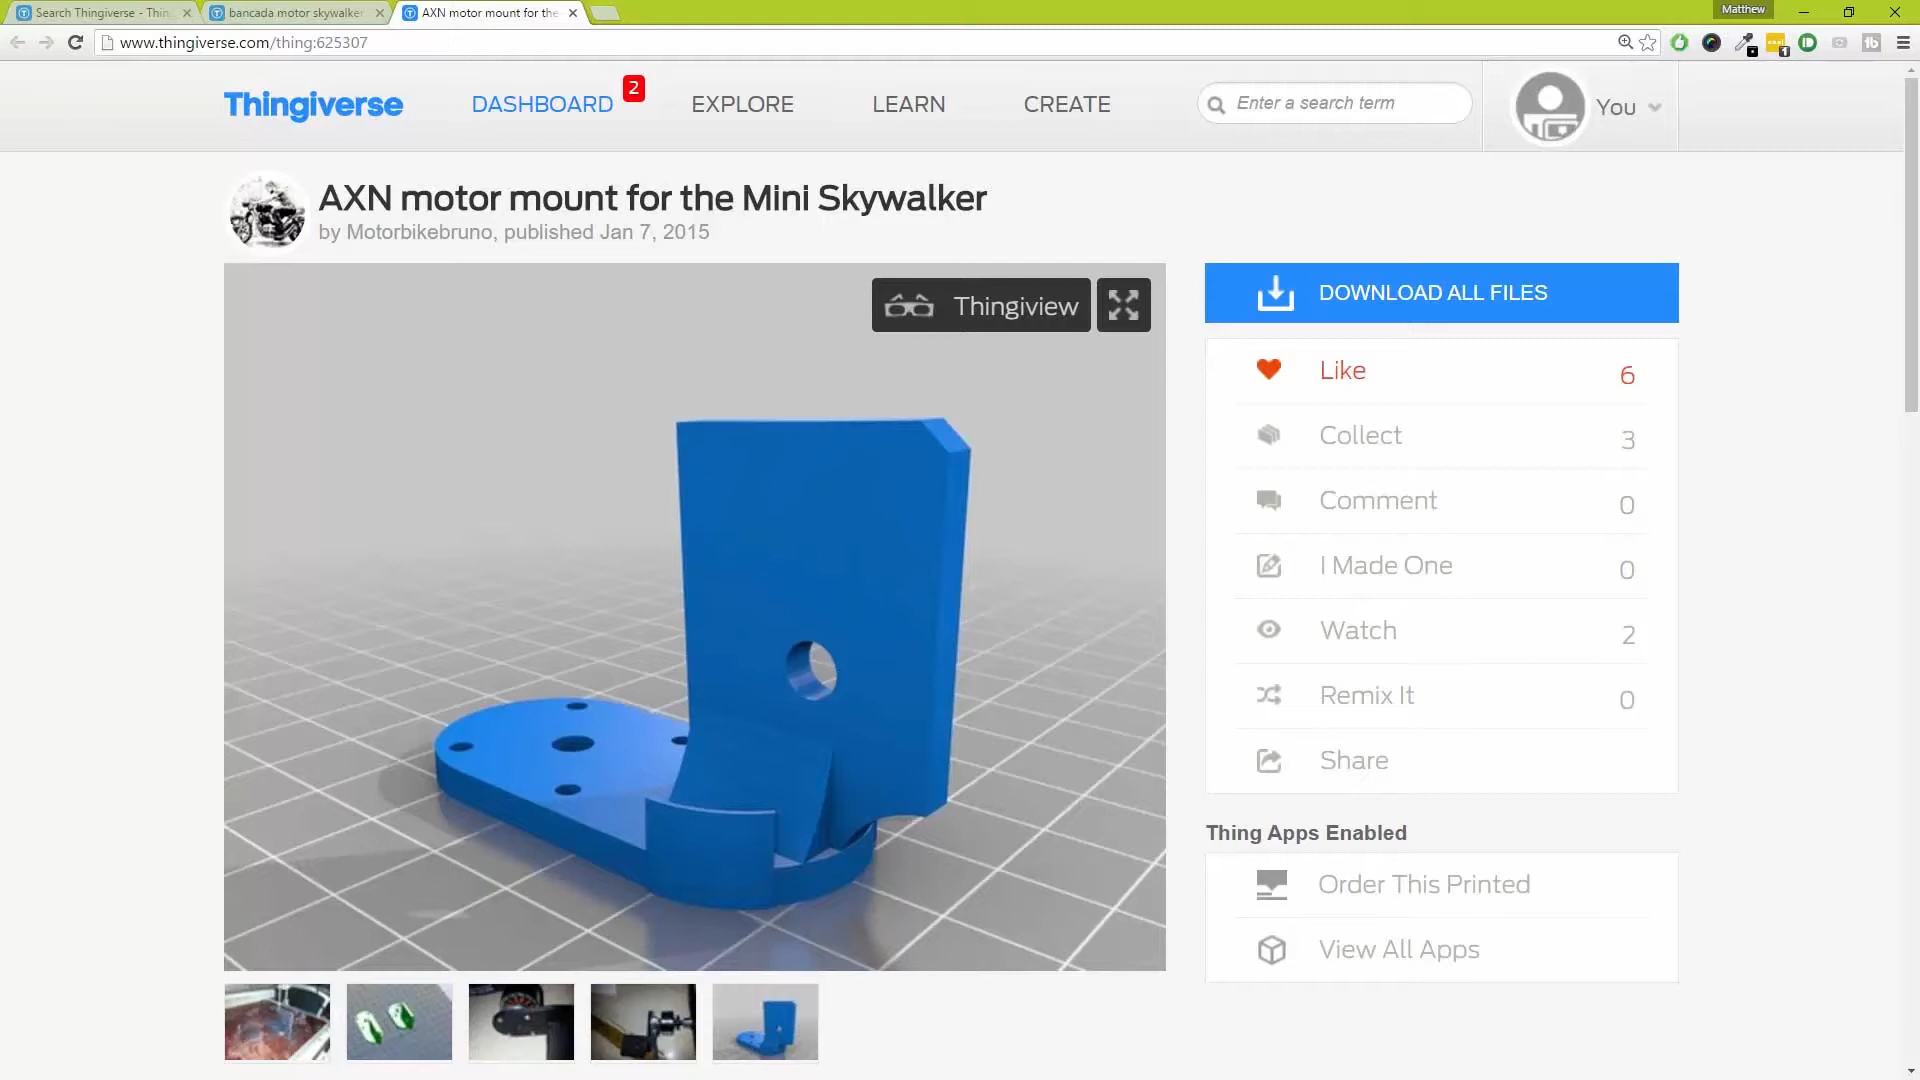 Search Thingiverse - Thin
bancada motor skywalker
AXN motor mount for the
Matthew
www.thingiverse.com/thing:625307
Thingiverse
DASHBOARD
2
EXPLORE
LEARN
CREATE
Enter a search term
You
AXN motor mount for the Mini Skywalker
by Motorbikebruno, published Jan 7, 2015
Thingiview
DOWNLOAD ALL FILES
Like 6
Collect 3
Comment 0
I Made One 0
Watch 2
Remix It 0
Share
Thing Apps Enabled
Order This Printed
View All Apps